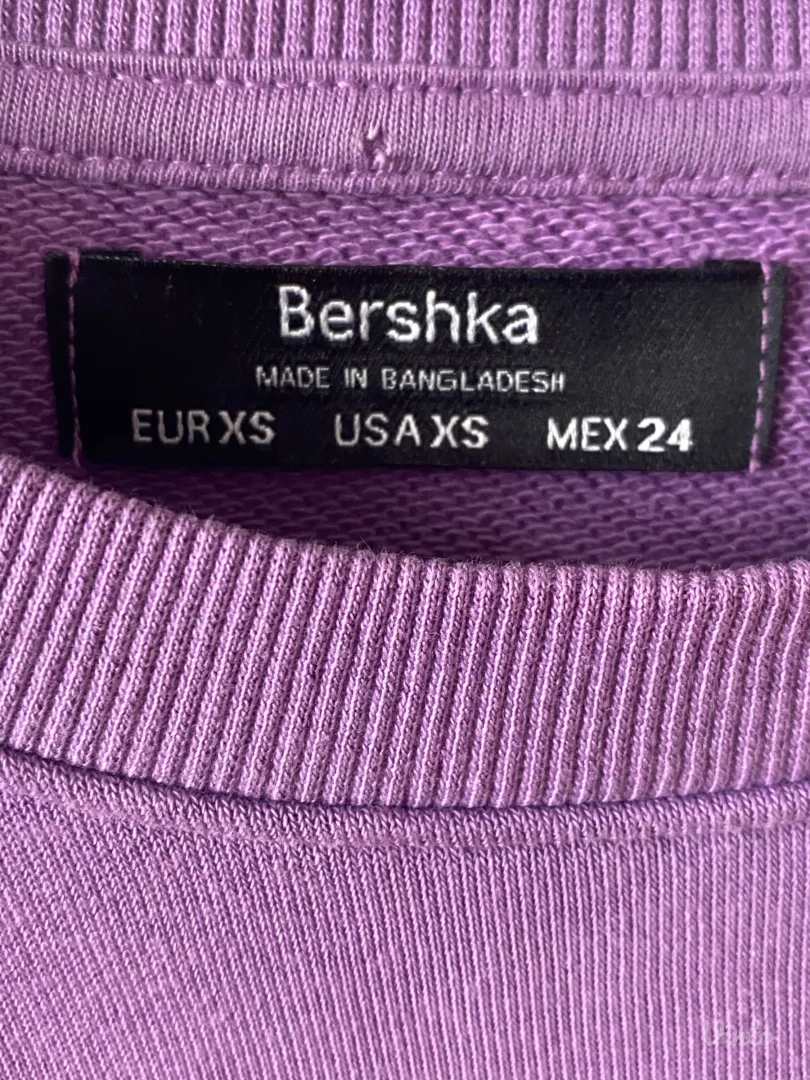 Bershka
MADE IN BANGLADESH
EUR XS USA XS MEX 24